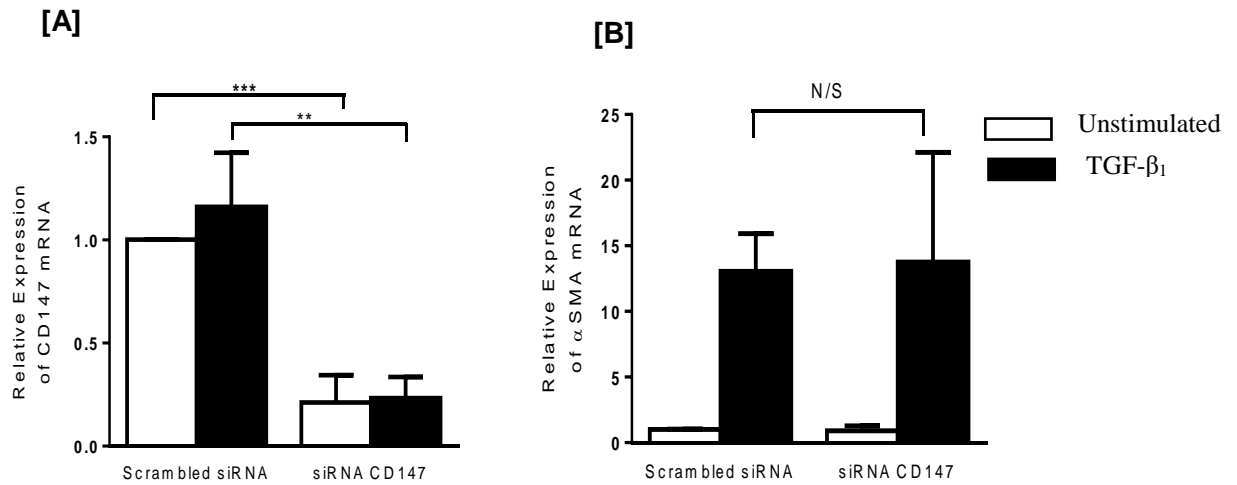 [A]
***
**
Relative Expression
of CD147 mRNA
1.5
1.0
0.5
0.0
Scrambled siRNA
siRNA CD147
[B]
N/S
Relative Expression
of αSMA mRNA
25
20
15
10
5
0
Scrambled siRNA
siRNA CD147
Unstimulated
TGF-β₁